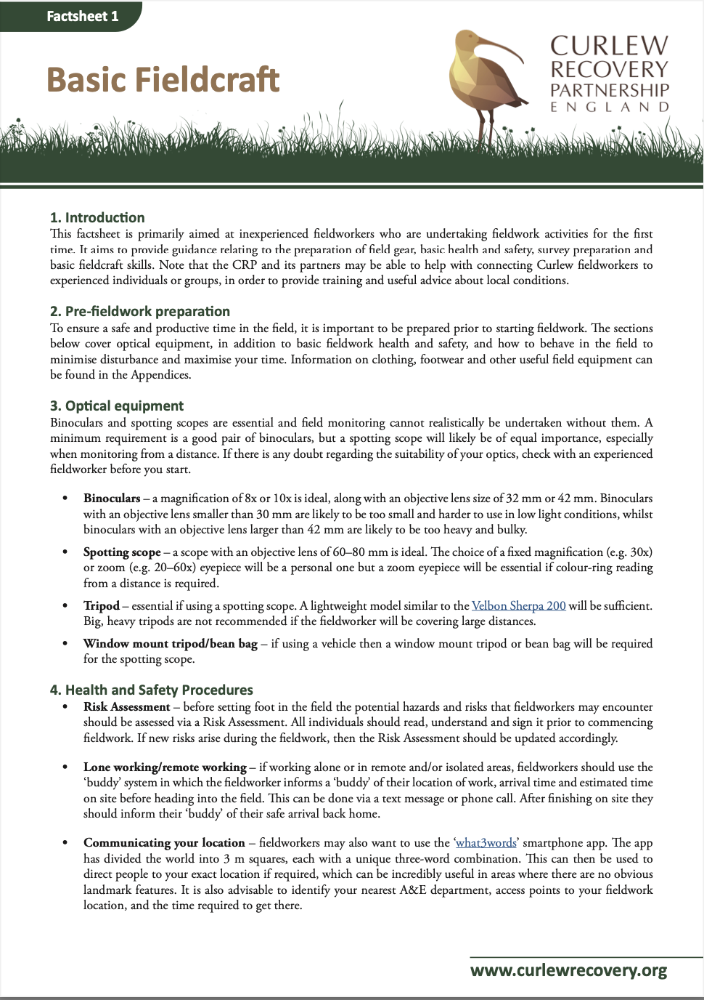 Factsheet 1
Basic Fieldcraft
CURLEW
RECOVERY
PARTNERSHIP
ENGLAND
1. Introduction
This factsheet is primarily aimed at inexperienced fieldworkers who are undertaking fieldwork activities for the first
time. It aims to provide guidance relating to the preparation of field gear, basic health and safety, survey preparation and
basic fieldcraft skills. Note that the CRP and its partners may be able to help with connecting Curlew fieldworkers to
experienced individuals or groups, in order to provide training and useful advice about local conditions.
2. Pre-fieldwork preparation
To ensure a safe and productive time in the field, it is important to be prepared prior to starting fieldwork. The sections
below cover optical equipment, in addition to basic fieldwork health and safety, and how to behave in the field to
minimise disturbance and maximise your time. Information on clothing, footwear and other useful field equipment can
be found in the Appendices.
3. Optical equipment
Binoculars and spotting scopes are essential and field monitoring cannot realistically be undertaken without them. A
minimum requirement is a good pair of binoculars, but a spotting scope will likely be of equal importance, especially
when monitoring from a distance. If there is any doubt regarding the suitability of your optics, check with an experienced
fieldworker before you start.
• Binoculars – a magnification of 8x or 10x is ideal, along with an objective lens size of 32 mm or 42 mm. Binoculars
with an objective lens smaller than 30 mm are likely to be too small and harder to use in low light conditions, whilst
binoculars with an objective lens larger than 42 mm are likely to be too heavy and bulky.
• Spotting scope – a scope with an objective lens of 60–80 mm is ideal. The choice of a fixed magnification (e.g. 30x)
or zoom (e.g. 20–60x) eyepiece will be a personal one but a zoom eyepiece will be essential if colour-ring reading
from a distance is required.
• Tripod – essential if using a spotting scope. A lightweight model similar to the Velbon Sherpa 200 will be sufficient.
Big, heavy tripods are not recommended if the fieldworker will be covering large distances.
• Window mount tripod/bean bag – if using a vehicle then a window mount tripod or bean bag will be required
for the spotting scope.
4. Health and Safety Procedures
• Risk Assessment – before setting foot in the field the potential hazards and risks that fieldworkers may encounter
should be assessed via a Risk Assessment. All individuals should read, understand and sign it prior to commencing
fieldwork. If new risks arise during the fieldwork, then the Risk Assessment should be updated accordingly.
• Lone working/remote working – if working alone or in remote and/or isolated areas, fieldworkers should use the
‘buddy’ system in which the fieldworker informs a ‘buddy’ of their location of work, arrival time and estimated time
on site before heading into the field. This can be done via a text message or phone call. After finishing on site they
should inform their ‘buddy’ of their safe arrival back home.
• Communicating your location – fieldworkers may also want to use the ‘what3words’ smartphone app. The app
has divided the world into 3 m squares, each with a unique three-word combination. This can then be used to
direct people to your exact location if required, which can be incredibly useful in areas where there are no obvious
landmark features. It is also advisable to identify your nearest A&E department, access points to your fieldwork
location, and the time required to get there.
www.curlewrecovery.org